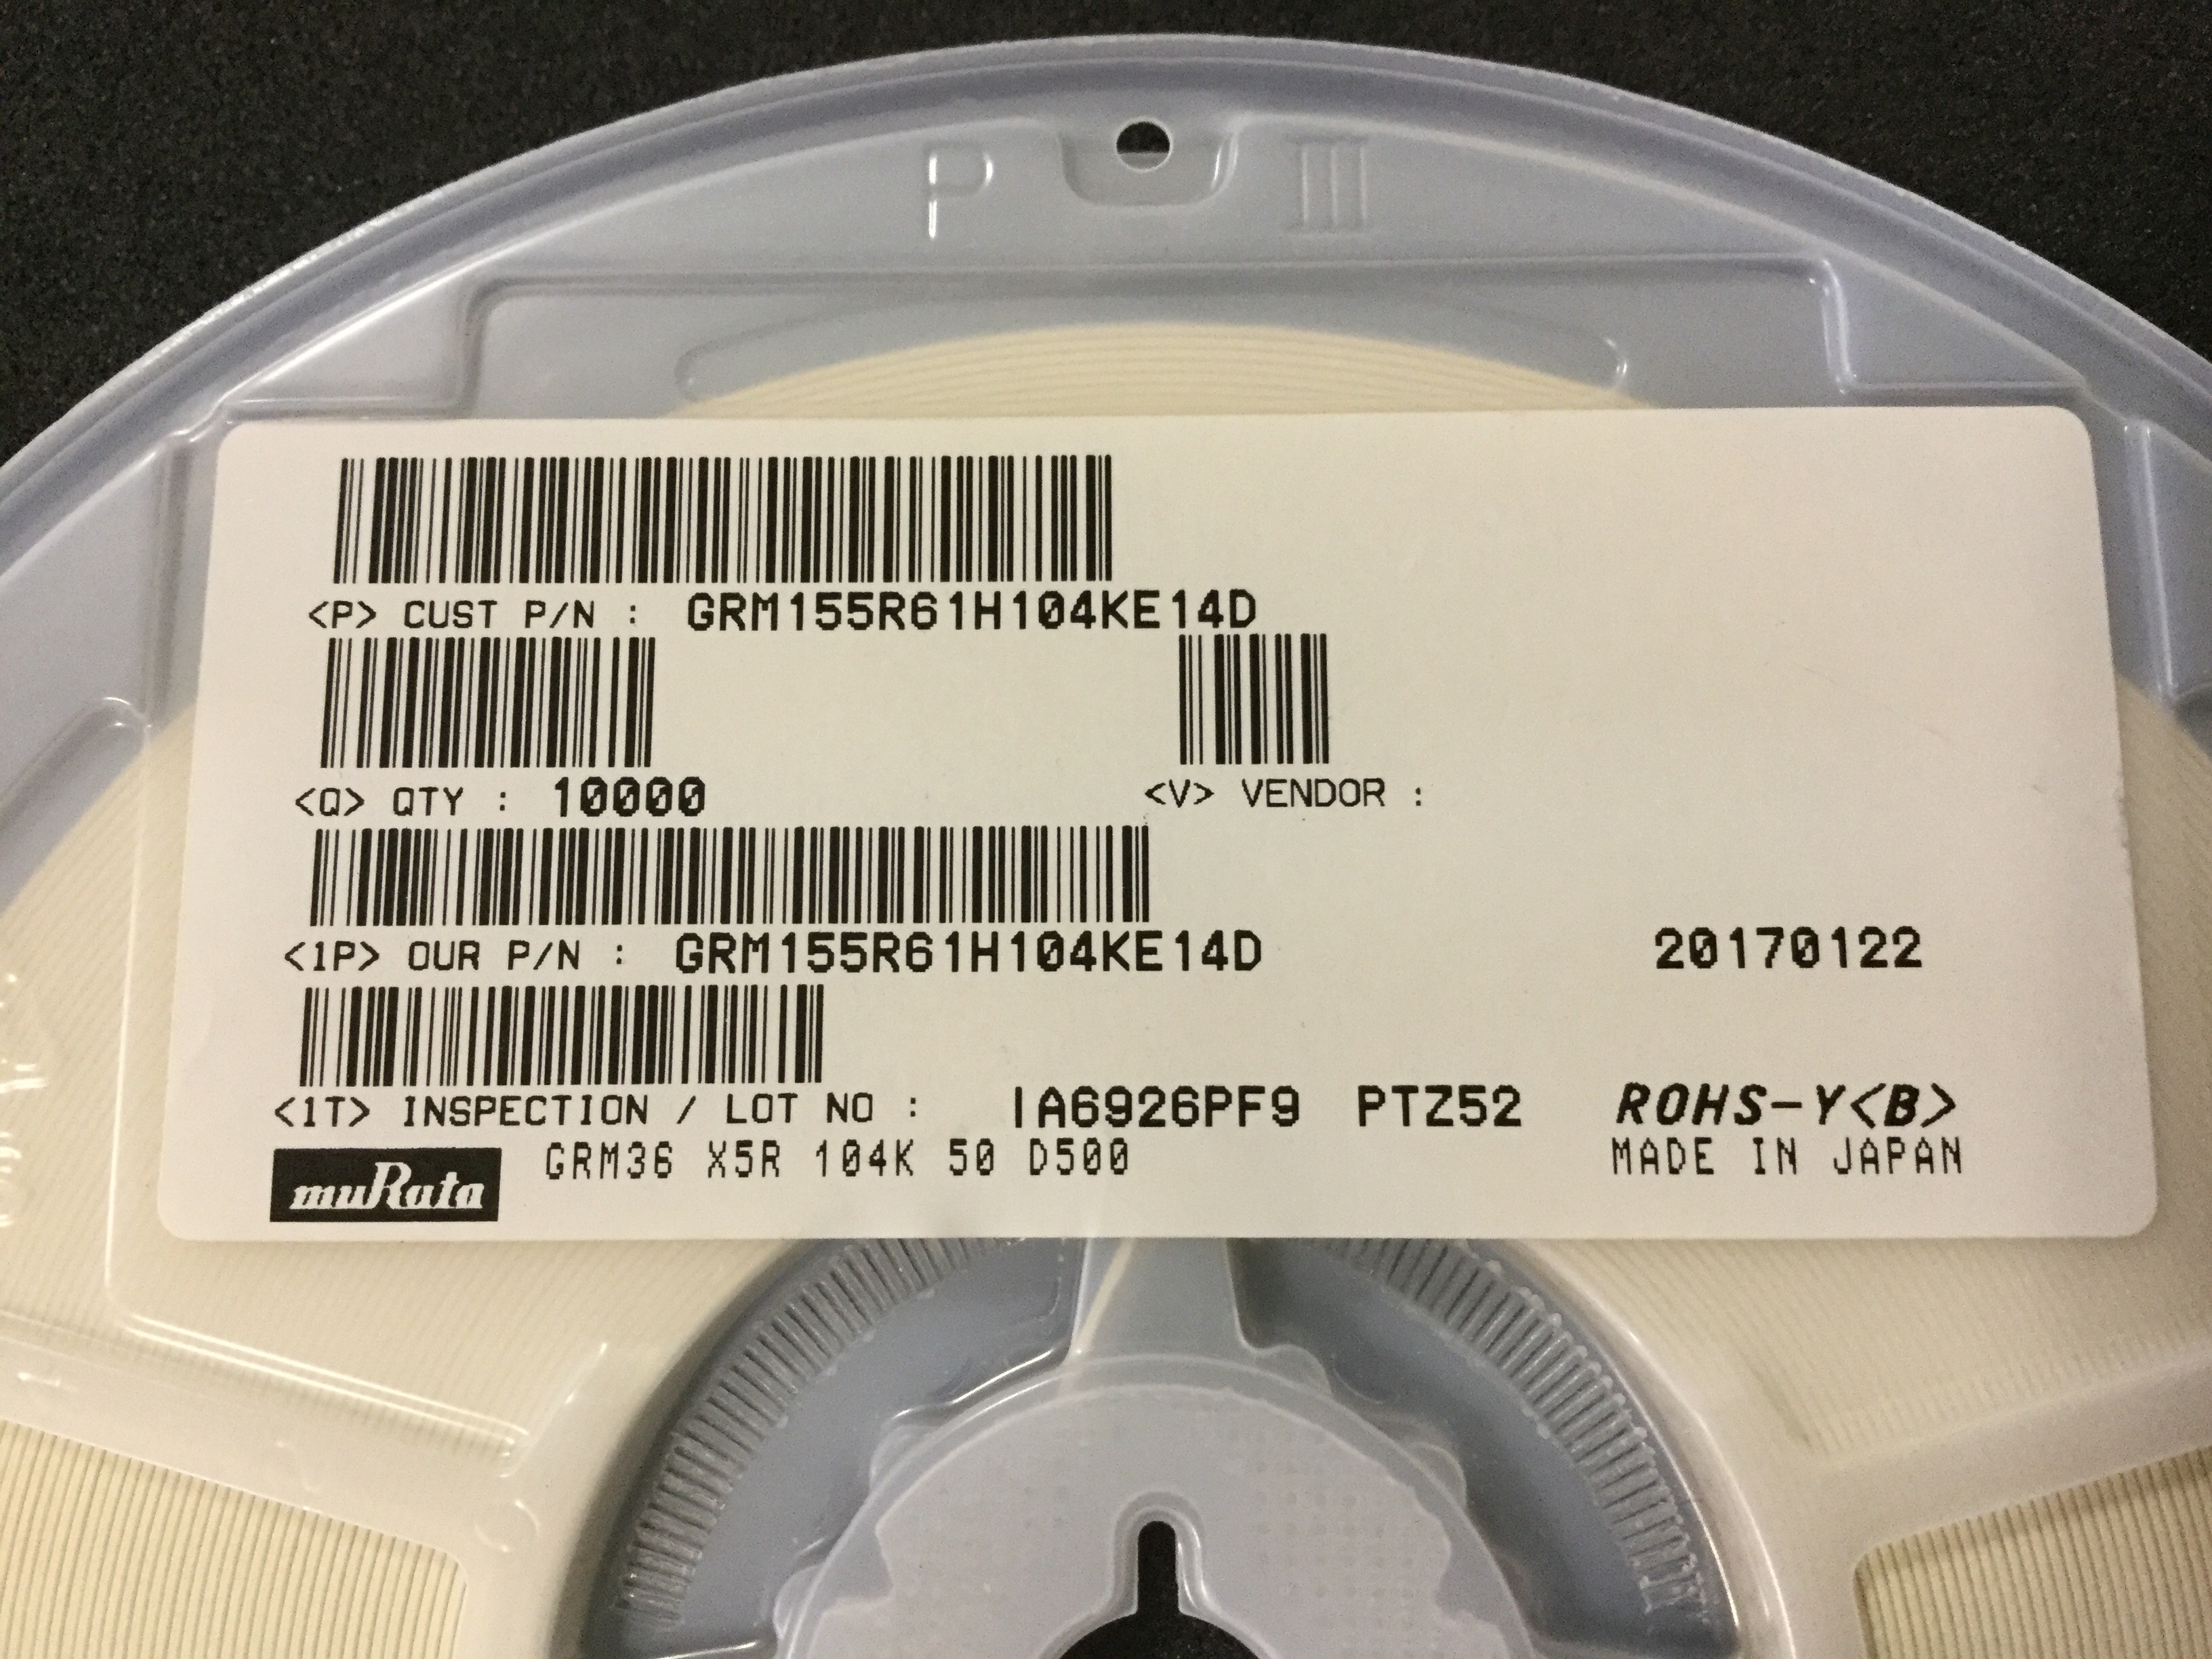 P III
<P> CUST P/N : GRM155R61H104KE14D
<Q> QTY : 10000 <V> VENDOR :
<1P> OUR P/N : GRM155R61H104KE14D 20170122
<1T> INSPECTION / LOT NO : IA6926PF9 PTZ52 ROHS-Y<B>
muRata GRM36 X5R 104K 50 D500 MADE IN JAPAN